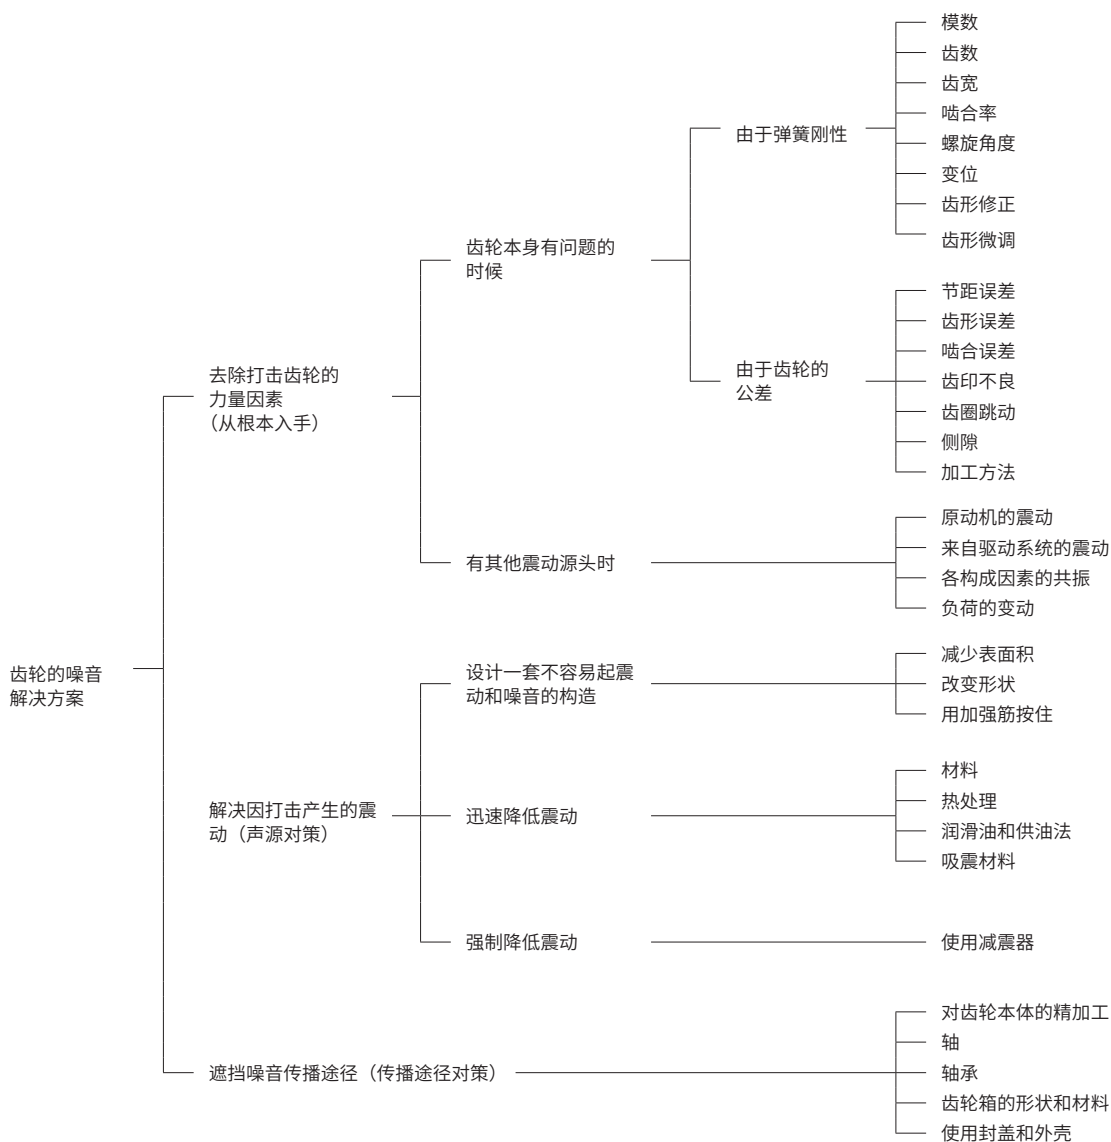 齿轮的噪音
解决方案
去除打击齿轮的
力量因素
（从根本入手）
齿轮本身有问题的
时候
由于弹簧刚性
模数
齿数
齿宽
啮合率
螺旋角度
变位
齿形修正
齿形微调
由于齿轮的
公差
节距误差
齿形误差
啮合误差
齿印不良
齿圈跳动
侧隙
加工方法
有其他震动源头时
原动机的震动
来自驱动系统的震动
各构成因素的共振
负荷的变动
解决因打击产生的震
动（声源对策）
设计一套不容易起震
动和噪音的构造
减少表面积
改变形状
用加强筋按住
迅速降低震动
材料
热处理
润滑油和供油法
吸震材料
强制降低震动
使用减震器
遮挡噪音传播途径（传播途径对策）
对齿轮本体的精加工
轴
轴承
齿轮箱的形状和材料
使用封盖和外壳